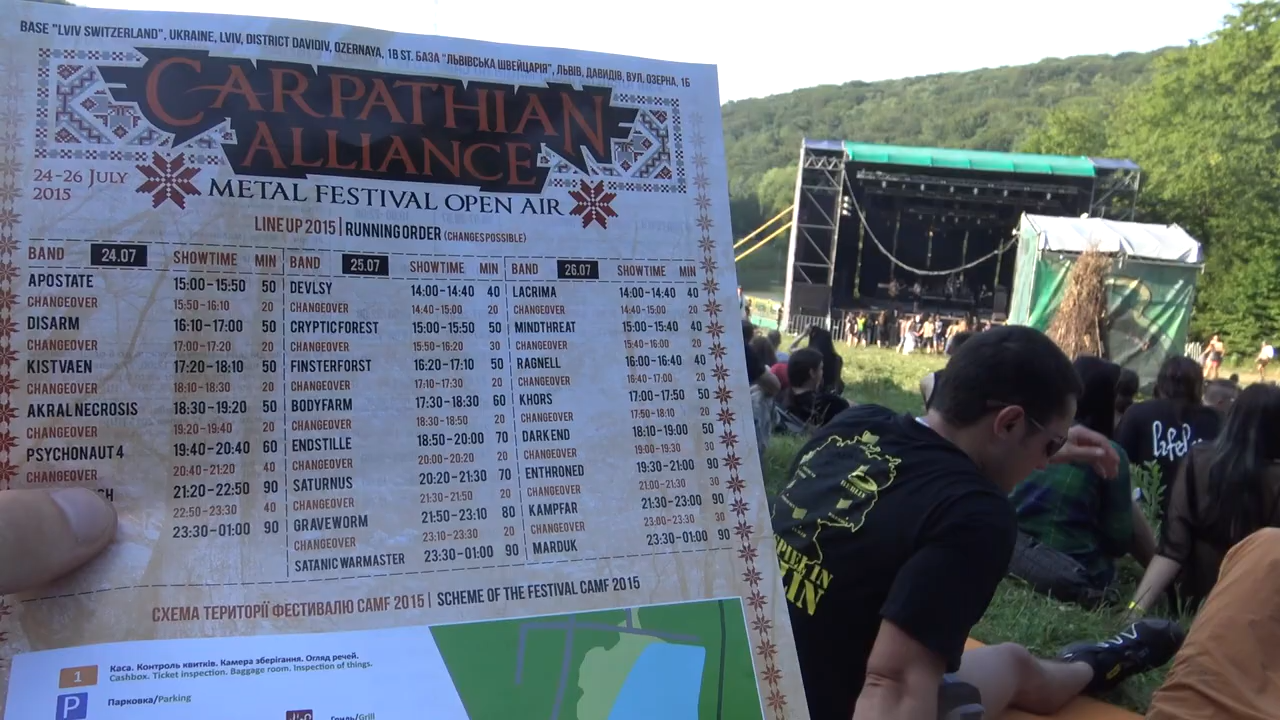 BASE "LVIV SWITZERLAND", UKRAINE, LVIV, DISTRICT DAVIDIV, OZERNAYA, 1B ST. БАЗА "ЛЬВІВСЬКА ШВЕЙЦАРІЯ", ЛЬВІВ, ДАВИДІВ, ВУЛ. ОЗЕРНА, 1Б
CARPATHIAN
ALLIANCE
24-26 JULY
2015
METAL FESTIVAL OPEN AIR
LINE UP 2015 | RUNNING ORDER (CHANGES POSSIBLE)
BAND 24.07 SHOWTIME MIN
APOSTATE 15:00-15:50 50
CHANGEOVER 15:50-16:10 20
DISARM 16:10-17:00 50
CHANGEOVER 17:00-17:20 20
KISTVAEN 17:20-18:10 50
CHANGEOVER 18:10-18:30 20
AKRAL NECROSIS 18:30-19:20 50
CHANGEOVER 19:20-19:40 20
PSYCHONAUT 4 19:40-20:40 60
CHANGEOVER 20:40-21:20 40
21:20-22:50 90
22:50-23:30 40
23:30-01:00 90
BAND 25.07 SHOWTIME MIN
DEVLSY 14:00-14:40 40
CHANGEOVER 14:40-15:00 20
CRYPTIC FOREST 15:00-15:50 50
CHANGEOVER 15:50-16:20 30
FINSTERFORST 16:20-17:10 50
CHANGEOVER 17:10-17:30 20
BODYFARM 17:30-18:30 60
CHANGEOVER 18:30-18:50 20
ENDSTILLE 18:50-20:00 70
CHANGEOVER 20:00-20:20 20
SATURNUS 20:20-21:30 70
CHANGEOVER 21:30-21:50 20
GRAVEWORM 21:50-23:10 80
CHANGEOVER 23:10-23:30 20
SATANIC WARMASTER 23:30-01:00 90
BAND 26.07 SHOWTIME MIN
LACRIMA 14:00-14:40 40
CHANGEOVER 14:40-15:00 20
MINDTHREAT 15:00-15:40 40
CHANGEOVER 15:40-16:00 20
RAGNELL 16:00-16:40 40
CHANGEOVER 16:40-17:00 20
KHORS 17:00-17:50 50
CHANGEOVER 17:50-18:10 20
DARK END 18:10-19:00 50
CHANGEOVER 19:00-19:30 30
ENTHRONED 19:30-21:00 90
CHANGEOVER 21:00-21:30 30
KAMPFAR 21:30-23:00 90
CHANGEOVER 23:00-23:30 30
MARDUK 23:30-01:00 90
СХЕМА ТЕРИТОРІЇ ФЕСТИВАЛЮ CAMF 2015 | SCHEME OF THE FESTIVAL CAMF 2015
1 Каса. Контроль квитків. Камера зберігання. Огляд речей.
Cashbox. Ticket inspection. Baggage room. Inspection of things.
P Парковка/Parking
Гриль/Grill
BERLIN